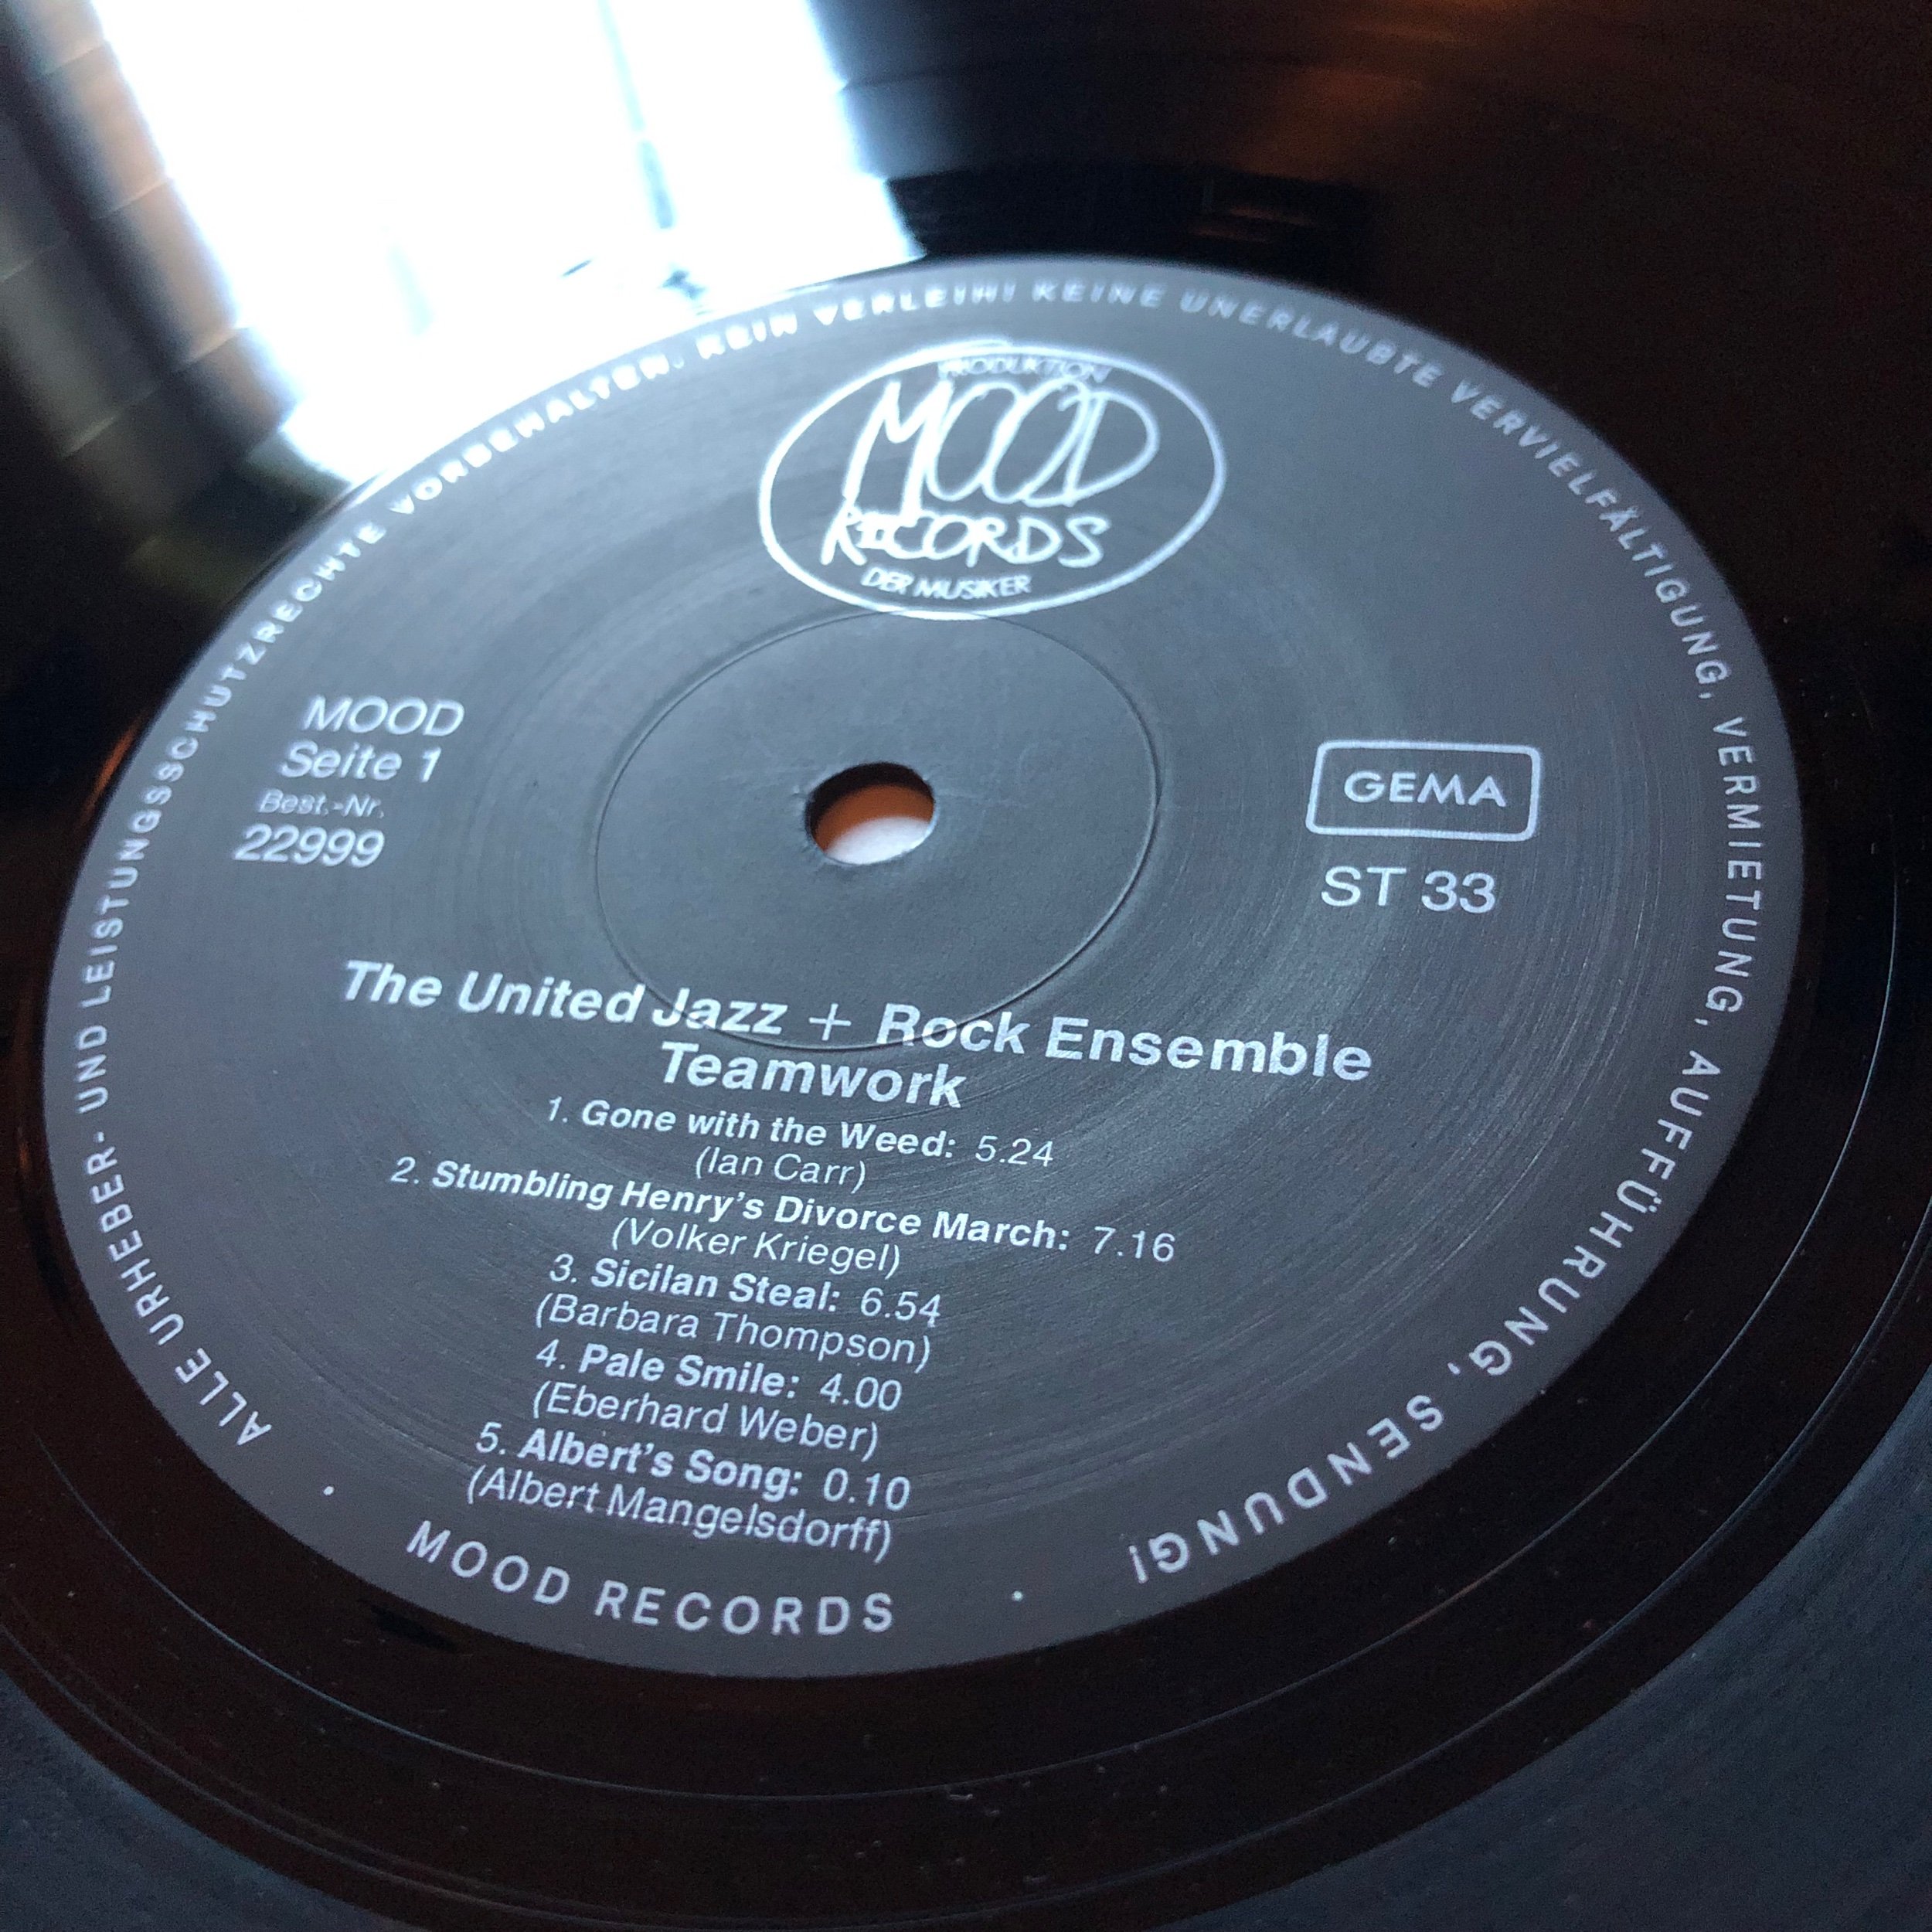 ALLE URHEBER- UND LEISTUNGSSCHUTZRECHTE VORBEHALTEN. KEIN VERLEIH! KEINE UNERLAUBTE VERVIELFÄLTIGUNG, VERMIETUNG, AUFFÜHRUNG, SENDUNG!
PRODUKTION
MOOD
RECORDS
DER MUSIKER
MOOD
Seite 1
Best.-Nr.
22999
GEMA
ST 33
The United Jazz + Rock Ensemble
Teamwork
1. Gone with the Weed: 5.24
(Ian Carr)
2. Stumbling Henry's Divorce March: 7.16
(Volker Kriegel)
3. Sicilan Steal: 6.54
(Barbara Thompson)
4. Pale Smile: 4.00
(Eberhard Weber)
5. Albert's Song: 0.10
(Albert Mangelsdorff)
• MOOD RECORDS •